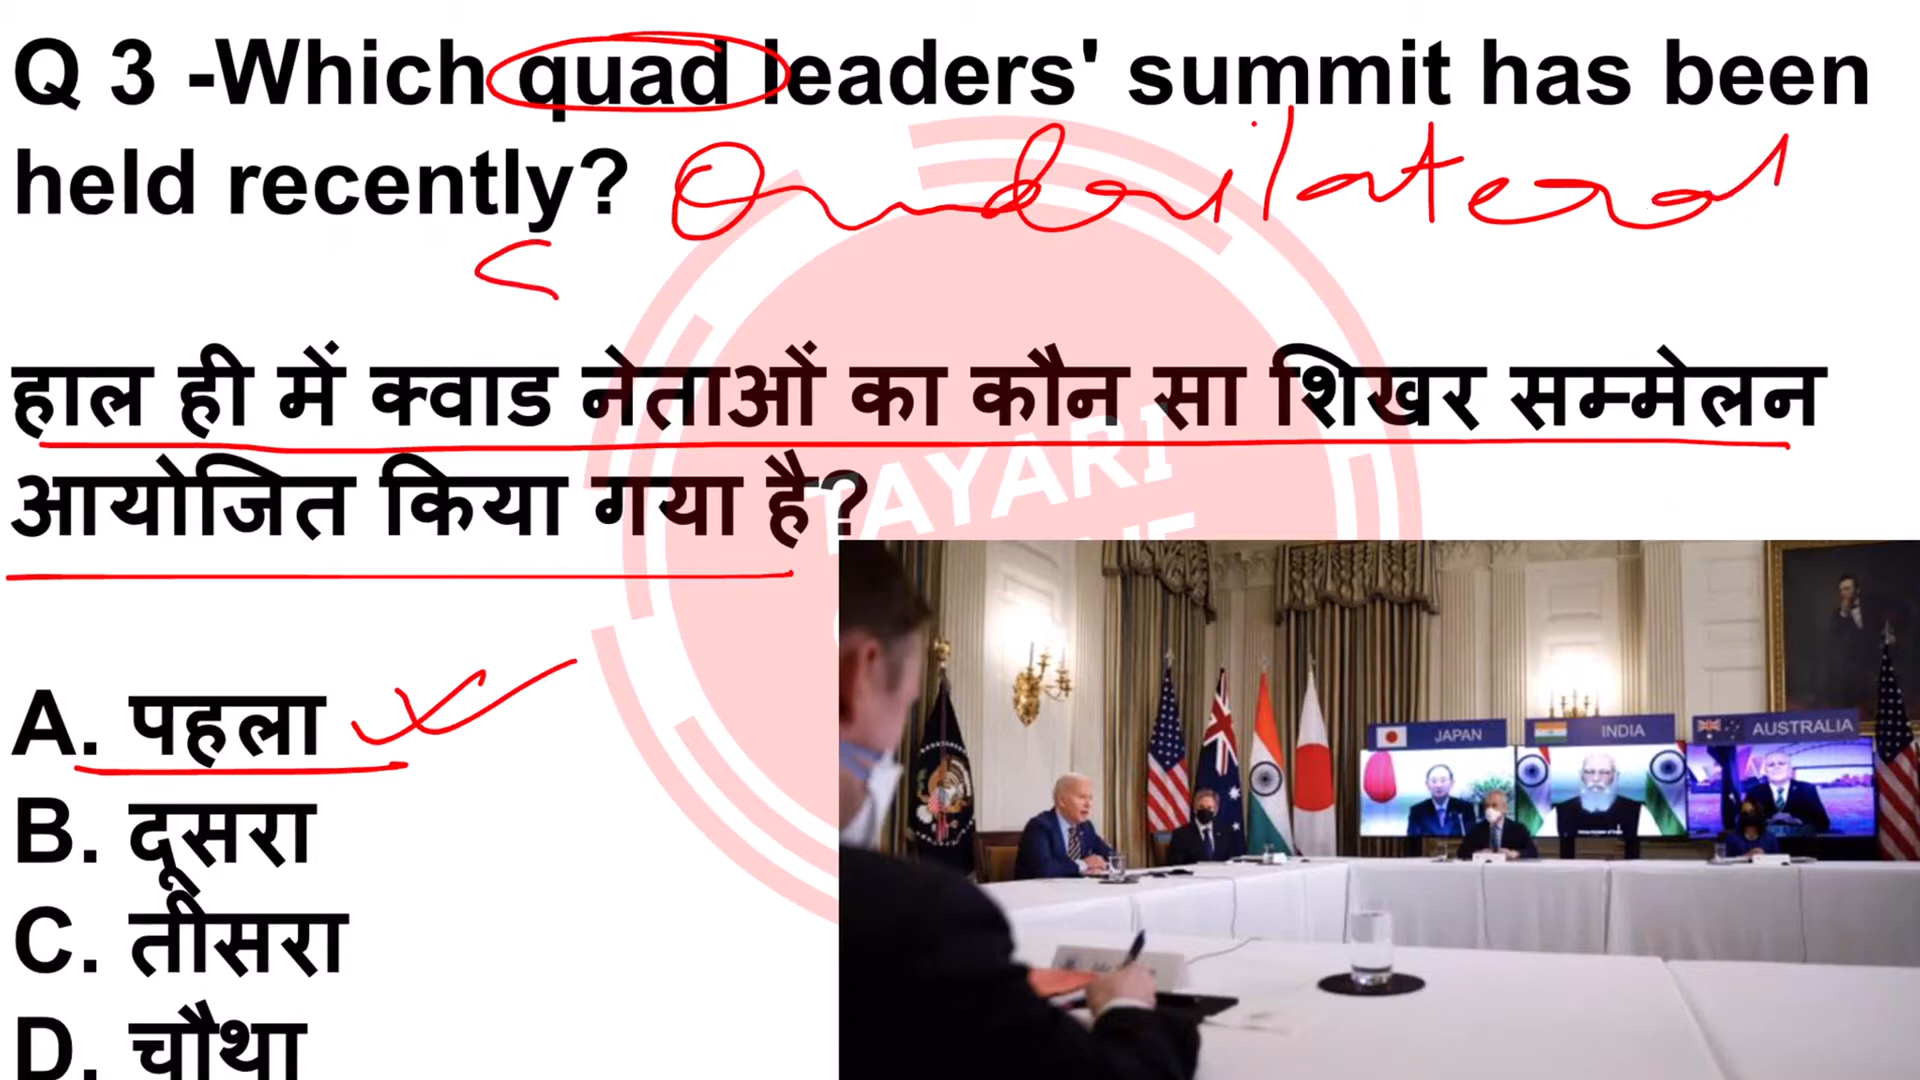 Q 3 -Which quad leaders' summit has been
held recently? Quadrilateral
हाल ही में क्वाड नेताओं का कौन सा शिखर सम्मेलन
आयोजित किया गया है?
TAYARI
A. पहला
B. दूसरा
C. तीसरा
D. चौथा
JAPAN
INDIA
AUSTRALIA